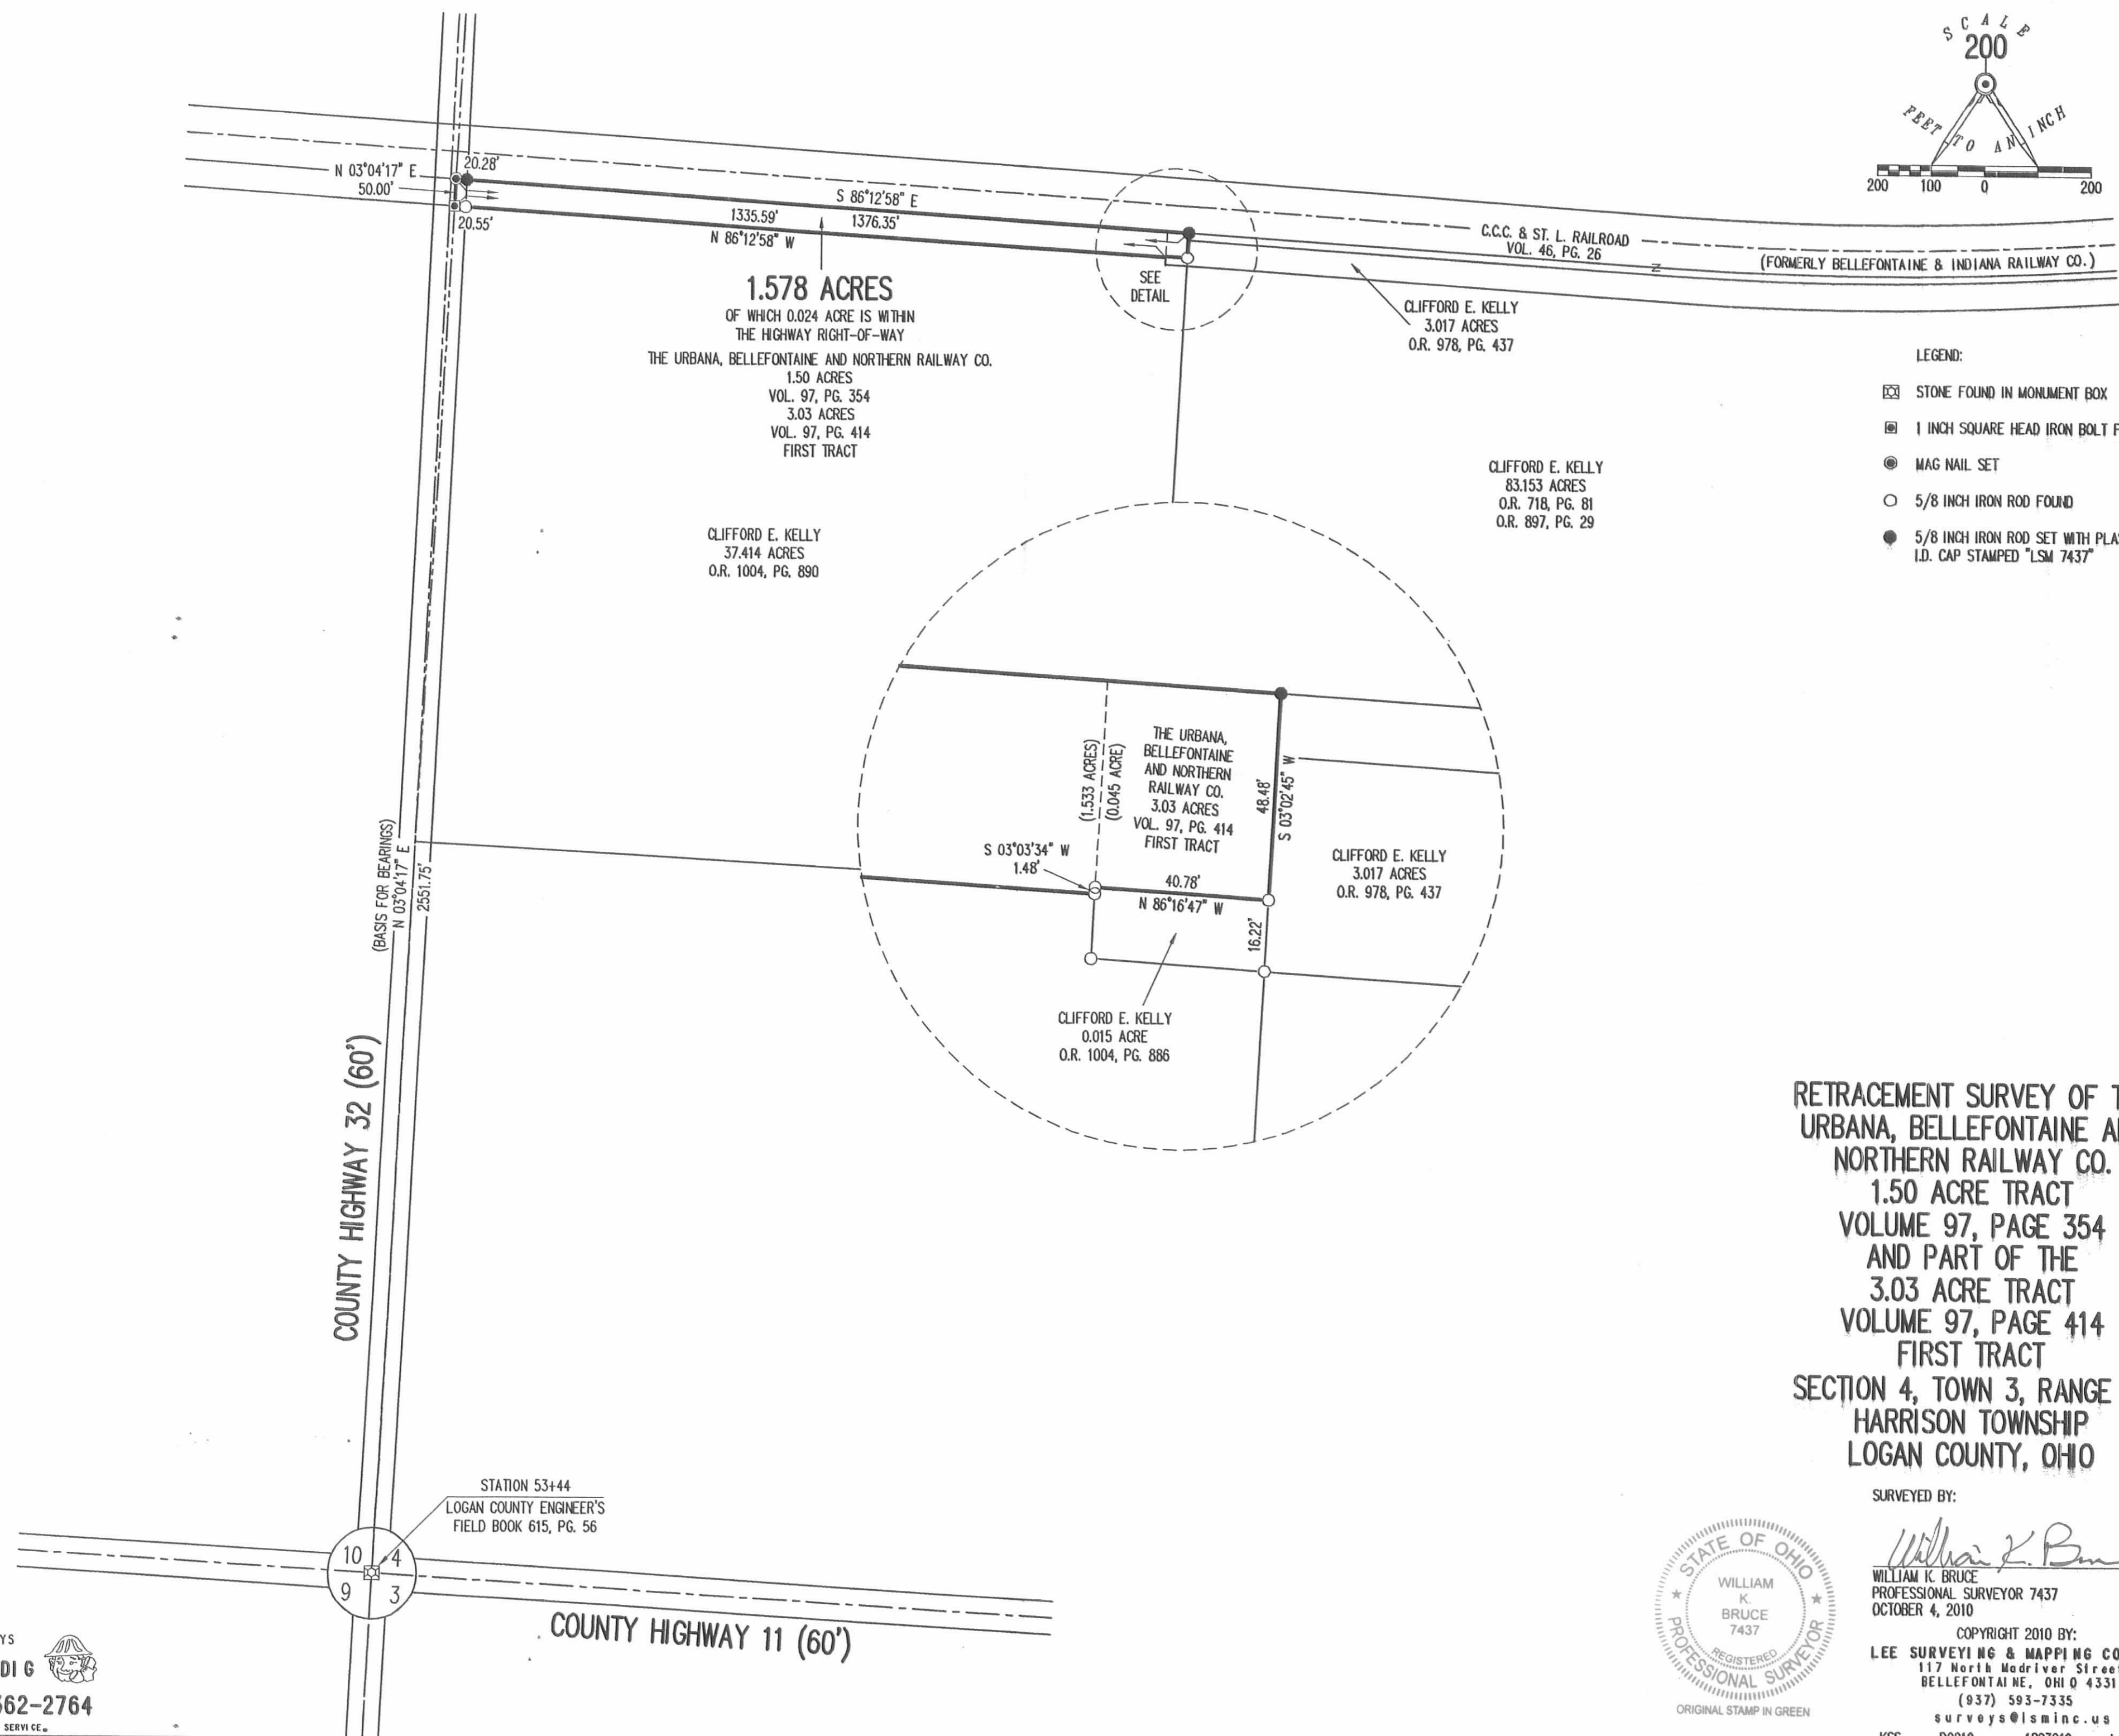 SCALE
200
FEET TO AN INCH
200 100 0 200
N 03°04'17" E
50.00'
20.28'
20.55'
S 86°12'58" E
1335.59' 1376.35'
N 86°12'58" W
1.578 ACRES
OF WHICH 0.024 ACRE IS WITHIN
THE HIGHWAY RIGHT-OF-WAY
THE URBANA, BELLEFONTAINE AND NORTHERN RAILWAY CO.
1.50 ACRES
VOL. 97, PG. 354
3.03 ACRES
VOL. 97, PG. 414
FIRST TRACT
SEE
DETAIL
C.C.C. & ST. L. RAILROAD
VOL. 46, PG. 26
(FORMERLY BELLEFONTAINE & INDIANA RAILWAY CO.)
CLIFFORD E. KELLY
3.017 ACRES
O.R. 978, PG. 437
LEGEND:
STONE FOUND IN MONUMENT BOX
1 INCH SQUARE HEAD IRON BOLT F
MAG NAIL SET
5/8 INCH IRON ROD FOUND
5/8 INCH IRON ROD SET WITH PLA
I.D. CAP STAMPED "LSM 7437"
CLIFFORD E. KELLY
83.153 ACRES
O.R. 718, PG. 81
O.R. 897, PG. 29
CLIFFORD E. KELLY
37.414 ACRES
O.R. 1004, PG. 890
(1.533 ACRES)
(0.045 ACRE)
THE URBANA,
BELLEFONTAINE
AND NORTHERN
RAILWAY CO.
3.03 ACRES
VOL. 97, PG. 414
FIRST TRACT
48.48'
S 03°02'45" W
S 03°03'34" W
1.48'
40.78'
N 86°16'47" W
16.22'
CLIFFORD E. KELLY
3.017 ACRES
O.R. 978, PG. 437
CLIFFORD E. KELLY
0.015 ACRE
O.R. 1004, PG. 886
(BASIS FOR BEARINGS)
N 03°04'17" E
2551.75'
COUNTY HIGHWAY 32 (60')
STATION 53+44
LOGAN COUNTY ENGINEER'S
FIELD BOOK 615, PG. 56
10 4
9 3
COUNTY HIGHWAY 11 (60')
RETRACEMENT SURVEY OF T
URBANA, BELLEFONTAINE A
NORTHERN RAILWAY CO.
1.50 ACRE TRACT
VOLUME 97, PAGE 354
AND PART OF THE
3.03 ACRE TRACT
VOLUME 97, PAGE 414
FIRST TRACT
SECTION 4, TOWN 3, RANGE
HARRISON TOWNSHIP
LOGAN COUNTY, OHIO
SURVEYED BY:
William K. Bru
WILLIAM K. BRUCE
PROFESSIONAL SURVEYOR 7437
OCTOBER 4, 2010
COPYRIGHT 2010 BY:
LEE SURVEYING & MAPPING CO
117 North Madriver Street
BELLEFONTAINE, OHIO 4331
(937) 593-7335
surveys@lsminc.us
STATE OF OHIO
WILLIAM
K.
BRUCE
7437
REGISTERED
PROFESSIONAL SURVEYOR
ORIGINAL STAMP IN GREEN
YS
DIG
362-2764
SERVICE.